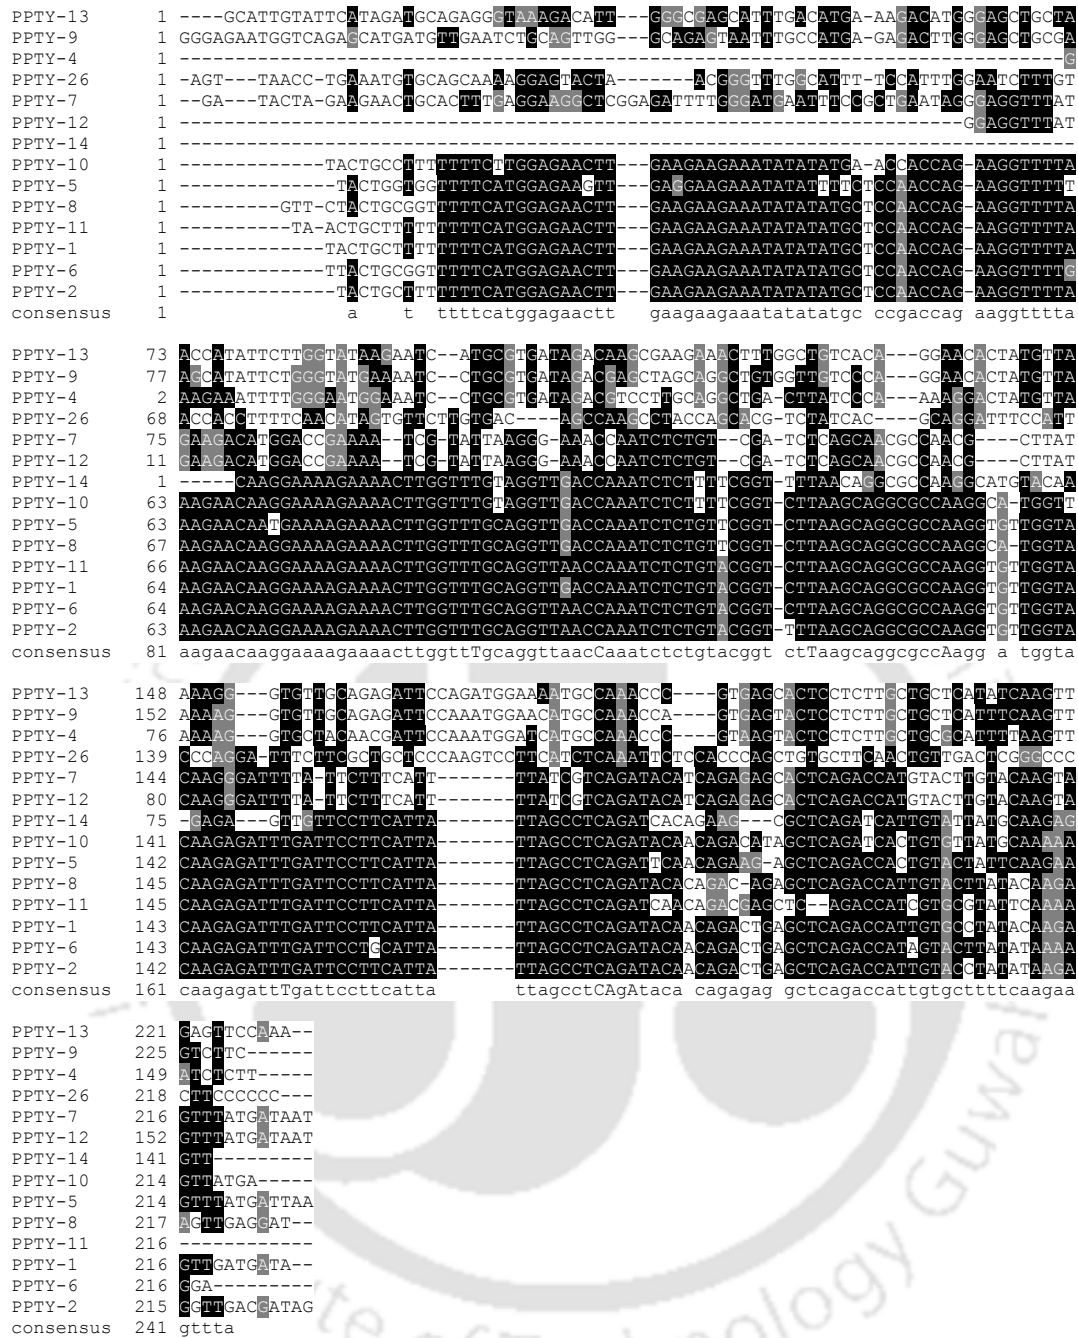 PPTY-13 1 ----GCATTGTATTCATAGATGCAGAGGGTAAAGACATT---GGGCGAGCATTTGACATGA-AAGACATGGGAGCTGCTA
PPTY-9 1 GGGAGAATGGTCAGAGCATGATGTTGAATCTGCAGTTGG---GCAGAGTAATTTGCCATGA-GAGACTTGGGAGCTGCGA
PPTY-4 1 -------------------------------------------------------------------------------G
PPTY-26 1 -AGT---TAACC-TGAAATGTGCAGCAAAAGGAGTACTA-------ACGGGTTTGGCATTT-TCCATTTGGAATCTTTGT
PPTY-7 1 --GA---TACTA-GAAGAACTGCACTTTGAGGAAGGCTCGGAGATTTTGGGATGAATTTCCGCTGAATAGGGAGGTTTAT
PPTY-12 1 ----------------------------------------------------------------------GGAGGTTTAT
PPTY-14 1 --------------------------------------------------------------------------------
PPTY-10 1 -------------TACTGCCTTTTTTTCTTGGAGAACTT---GAAGAAGAAATATATATGA-ACCACCAG-AAGGTTTTA
PPTY-5 1 --------------TACTGGTGGTTTTCATGGAGAAGTT---GAGGAAGAAATATATTTTCTCCAACCAG-AAGGTTTTT
PPTY-8 1 ---------GTT-CTACTGCGGTTTTTCATGGAGAACTT---GAAGAAGAAATATATATGCTCCAACCAG-AAGGTTTTA
PPTY-11 1 ----------TA-ACTGCTTTTTTTTTCATGGAGAACTT---GAAGAAGAAATATATATGCTCCAACCAG-AAGGTTTTA
PPTY-1 1 -------------TACTGCTTTTTTTTCATGGAGAACTT---GAAGAAGAAATATATATGCTCCAACCAG-AAGGTTTTA
PPTY-6 1 -------------TTACTGCGGTTTTTCATGGAGAACTT---GAAGAAGAAATATATATGCTCCAACCAG-AAGGTTTTG
PPTY-2 1 --------------TACTGCTTTTTTTCATGGAGAACTT---GAAGAAGAAATATATATGCTCCAACCAG-AAGGTTTTA
consensus 1 a t ttttcatggagaactt gaagaagaaatatatatgc ccgaccag aaggtttta
PPTY-13 73 ACCATATTCTTGGTATAAGAATC--ATGCGTGATAGACAAGCGAAGAAACTTTGGCTGTCACA---GGAACACTATGTTA
PPTY-9 77 AGCATATTCTGGGTATGAAAATC--CTGCGTGATAGACGAGCTAGCAGGCTGTGGTTGTCCCA---GGAACACTATGTTA
PPTY-4 2 AAGAAATTTTGGGAATGGAAATC--CTGCGTGATAGACGTCCTTGCAGGCTGA-CTTATCCCA---AAAGGACTATGTTA
PPTY-26 68 ACCACCTTTTCAACATAGTGTTCTTGTGAC---AGCCAAGCCTACCAGCACG-TCTATCAC---GCAGGATTTCCATT
PPTY-7 75 GAAGACATGGACCGAAAA--TCG-TATTAAGGG-AAACCAATCTCTGT--CGA-TCTCAGCAACGCCAACG----CTTAT
PPTY-12 11 GAAGACATGGACCGAAAA--TCG-TATTAAGGG-AAACCAATCTCTGT--CGA-TCTCAGCAACGCCAACG----CTTAT
PPTY-14 1 -----CAAGGAAAAGAAAACTTGGTTTGTAGGTTGACCAAATCTCTTTTCGGT-TTTAACAGGCGCCAAGGCATGTACAA
PPTY-10 63 AAGAACAAGGAAAAGAAAACTTGGTTTGTAGGTTGACCAAATCTCTTTTCGGT-CTTAAGCAGGCGCCAAGGCA-TGGTT
PPTY-5 63 AAGAACAATGAAAAGAAAACTTGGTTTGCAGGTTGACCAAATCTCTGTTCGGT-CTTAAGCAGGCGCCAAGGTGTTGGTA
PPTY-8 67 AAGAACAAGGAAAAGAAAACTTGGTTTGCAGGTTGACCAAATCTCTGTTCGGT-CTTAAGCAGGCGCCAAGGCA-TGGTA
PPTY-11 66 AAGAACAAGGAAAAGAAAACTTGGTTTGCAGGTTAACCAAATCTCTGTACGGT-CTTAAGCAGGCGCCAAGGTGTTGGTA
PPTY-1 64 AAGAACAAGGAAAAGAAAACTTGGTTTGCAGGTTGACCAAATCTCTGTACGGT-CTTAAGCAGGCGCCAAGGTGTTGGTA
PPTY-6 64 AAGAACAAGGAAAAGAAAACTTGGTTTGCAGGTTAACCAAATCTCTGTACGGT-CTTAAGCAGGCGCCAAGGTGTTGGTA
PPTY-2 63 AAGAACAAGGAAAAGAAAACTTGGTTTGCAGGTTAACCAAATCTCTGTACGGT-TTTAAGCAGGCGCCAAGGTGTTGGTA
consensus 81 aagaacaaggaaaagaaaacttggttTgcaggttaacCaaatctctgtacggt ctTaagcaggcgccAagg a tggta
PPTY-13 148 AAAGG---GTGTTGCAGAGATTCCAGATGGAAAATGCCAAACCC----GTGAGCACTCCTCTTGCTGCTCATATCAAGTT
PPTY-9 152 AAAAG---GTGTTGCAGAGATTCCAAATGGAACATGCCAAACCA----GTGAGTACTCCTCTTGCTGCTCATTTCAAGTT
PPTY-4 76 AAAAG---GTGCTACAACGATTCCAAATGGATCATGCCAAACCC----GTAAGTACTCCTCTTGCTGCGCATTTTAAGTT
PPTY-26 139 CCCAGGA-TTTCTTCGCTGCTCCCAAGTCCTTCATCTCAAATTCTCCACCCAGCTGTGCTTCAACTGTTGACTCGGGCCC
PPTY-7 144 CAAGGGATTTTA-TTCTTTCATT-------TTATCGTCAGATACATCAGAGAGCACTCAGACCATGTACTTGTACAAGTA
PPTY-12 80 CAAGGGATTTTA-TTCTTTCATT-------TTATCGTCAGATACATCAGAGAGCACTCAGACCATGTACTTGTACAAGTA
PPTY-14 75 -GAGA---GTTGTTCCTTCATTA-------TTAGCCTCAGATCACAGAAG---CGCTCAGATCATTGTATTATGCAAGAG
PPTY-10 141 CAAGAGATTTGATTCCTTCATTA-------TTAGCCTCAGATACAACAGACATAGCTCAGATCACTGTGTTATGCAAAAA
PPTY-5 142 CAAGAGATTTGATTCCTTCATTA-------TTAGCCTCAGATTCAACAGAAG-AGCTCAGACCACTGTACTATTCAAGAA
PPTY-8 145 CAAGAGATTTGATTCCTTCATTA-------TTAGCCTCAGATACACAGAC-AGAGCTCAGACCATTGTACTTATACAAGA
PPTY-11 145 CAAGAGATTTGATTCCTTCATTA-------TTAGCCTCAGATCAACAGACGAGCTC--AGACCATCGTGCGTATTCAAAA
PPTY-1 143 CAAGAGATTTGATTCCTTCATTA-------TTAGCCTCAGATACAACAGACTGAGCTCAGACCATTGTGCCTATACAAGA
PPTY-6 143 CAAGAGATTTGATTCCTGCATTA-------TTAGCCTCAGATACAACAGACTGAGCTCAGACCATAGTACTTATATAAAA
PPTY-2 142 CAAGAGATTTGATTCCTTCATTA-------TTAGCCTCAGATACAACAGACTGAGCTCAGACCATTGTACCTATATAAGA
consensus 161 caagagattTgattccttcatta ttagcctCAgAtaca cagagag gctcagaccattgtgcttttcaagaa
PPTY-13 221 GAGTTCCAAA--
PPTY-9 225 GTCTTC------
PPTY-4 149 ATCTCTT-----
PPTY-26 218 CTTCCCCCC---
PPTY-7 216 GTTTATGATAAT
PPTY-12 152 GTTTATGATAAT
PPTY-14 141 GTT---------
PPTY-10 214 GTTATGA-----
PPTY-5 214 GTTTATGATTAA
PPTY-8 217 AGTTGAGGAT--
PPTY-11 216 ------------
PPTY-1 216 GTTGATGATA--
PPTY-6 216 GGA---------
PPTY-2 215 GGTTGACGATAG
consensus 241 gttta
te of Technology Guwa